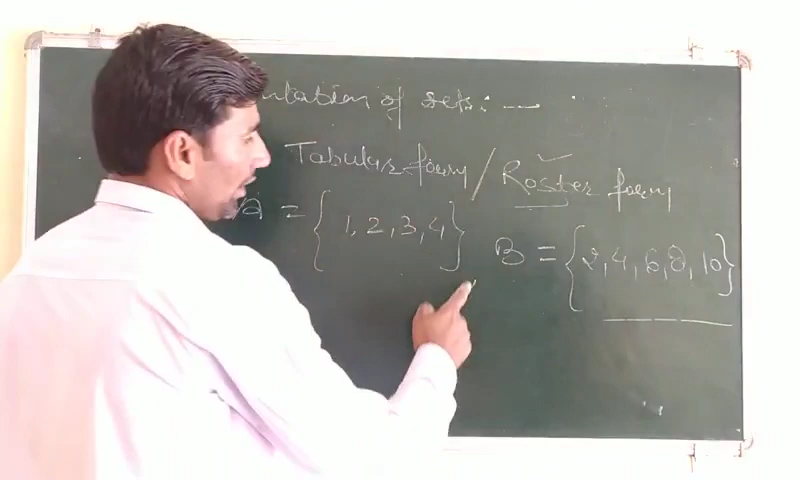 ntation of sets: —
Tabular form / Roster form
A = {1, 2, 3, 4}
B = {2, 4, 6, 8, 10}